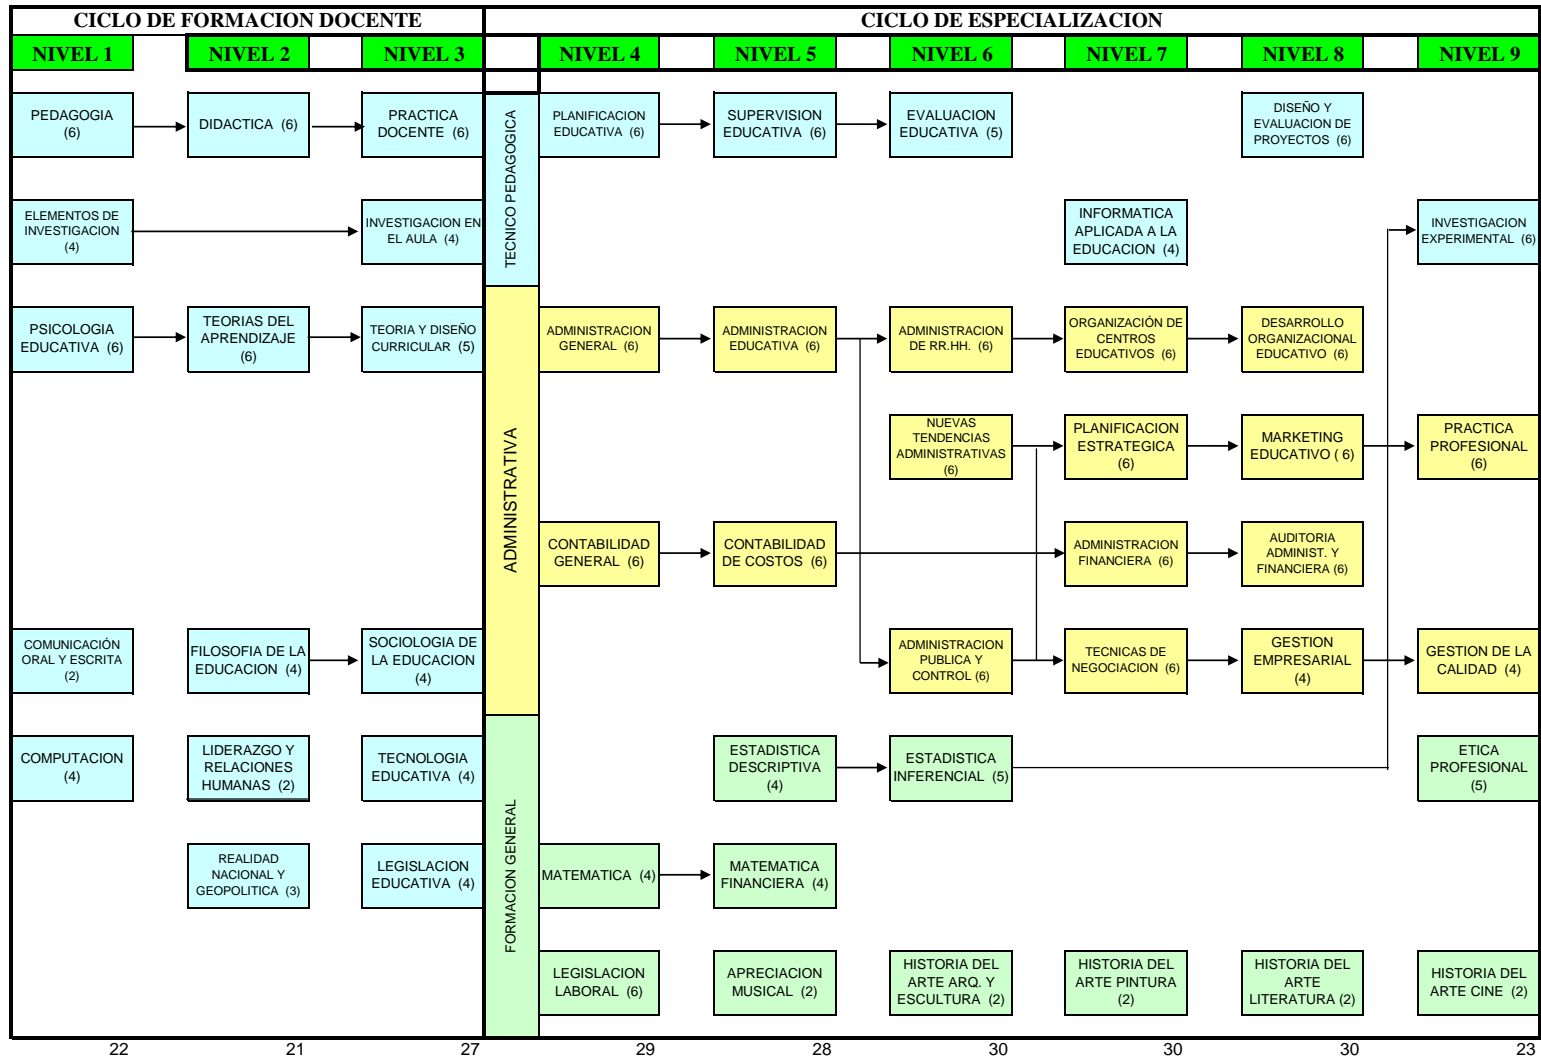 CICLO DE FORMACION DOCENTE
CICLO DE ESPECIALIZACION
NIVEL 1
NIVEL 2
NIVEL 3
NIVEL 4
NIVEL 5
NIVEL 6
NIVEL 7
NIVEL 8
NIVEL 9
PEDAGOGIA
(6)
DIDACTICA (6)
PRACTICA
DOCENTE (6)
TECNICO PEDAGOGICA
PLANIFICACION
EDUCATIVA (6)
SUPERVISION
EDUCATIVA (6)
EVALUACION
EDUCATIVA (5)
DISEÑO Y
EVALUACION DE
PROYECTOS (6)
ELEMENTOS DE
INVESTIGACION
(4)
INVESTIGACION EN
EL AULA (4)
INFORMATICA
APLICADA A LA
EDUCACION (4)
INVESTIGACION
EXPERIMENTAL (6)
PSICOLOGIA
EDUCATIVA (6)
TEORIAS DEL
APRENDIZAJE
(6)
TEORIA Y DISEÑO
CURRICULAR (5)
ADMINISTRATIVA
ADMINISTRACION
GENERAL (6)
ADMINISTRACION
EDUCATIVA (6)
ADMINISTRACION
DE RR.HH. (6)
ORGANIZACIÓN DE
CENTROS
EDUCATIVOS (6)
DESARROLLO
ORGANIZACIONAL
EDUCATIVO (6)
NUEVAS
TENDENCIAS
ADMINISTRATIVAS
(6)
PLANIFICACION
ESTRATEGICA
(6)
MARKETING
EDUCATIVO ( 6)
PRACTICA
PROFESIONAL
(6)
CONTABILIDAD
GENERAL (6)
CONTABILIDAD
DE COSTOS (6)
ADMINISTRACION
FINANCIERA (6)
AUDITORIA
ADMINIST. Y
FINANCIERA (6)
COMUNICACIÓN
ORAL Y ESCRITA
(2)
FILOSOFIA DE LA
EDUCACION (4)
SOCIOLOGIA DE
LA EDUCACION
(4)
ADMINISTRACION
PUBLICA Y
CONTROL (6)
TECNICAS DE
NEGOCIACION (6)
GESTION
EMPRESARIAL
(4)
GESTION DE LA
CALIDAD (4)
COMPUTACION
(4)
LIDERAZGO Y
RELACIONES
HUMANAS (2)
TECNOLOGIA
EDUCATIVA (4)
FORMACION GENERAL
ESTADISTICA
DESCRIPTIVA
(4)
ESTADISTICA
INFERENCIAL (5)
ETICA
PROFESIONAL
(5)
REALIDAD
NACIONAL Y
GEOPOLITICA (3)
LEGISLACION
EDUCATIVA (4)
MATEMATICA (4)
MATEMATICA
FINANCIERA (4)
LEGISLACION
LABORAL (6)
APRECIACION
MUSICAL (2)
HISTORIA DEL
ARTE ARQ. Y
ESCULTURA (2)
HISTORIA DEL
ARTE PINTURA
(2)
HISTORIA DEL
ARTE
LITERATURA (2)
HISTORIA DEL
ARTE CINE (2)
22
21
27
29
28
30
30
30
23